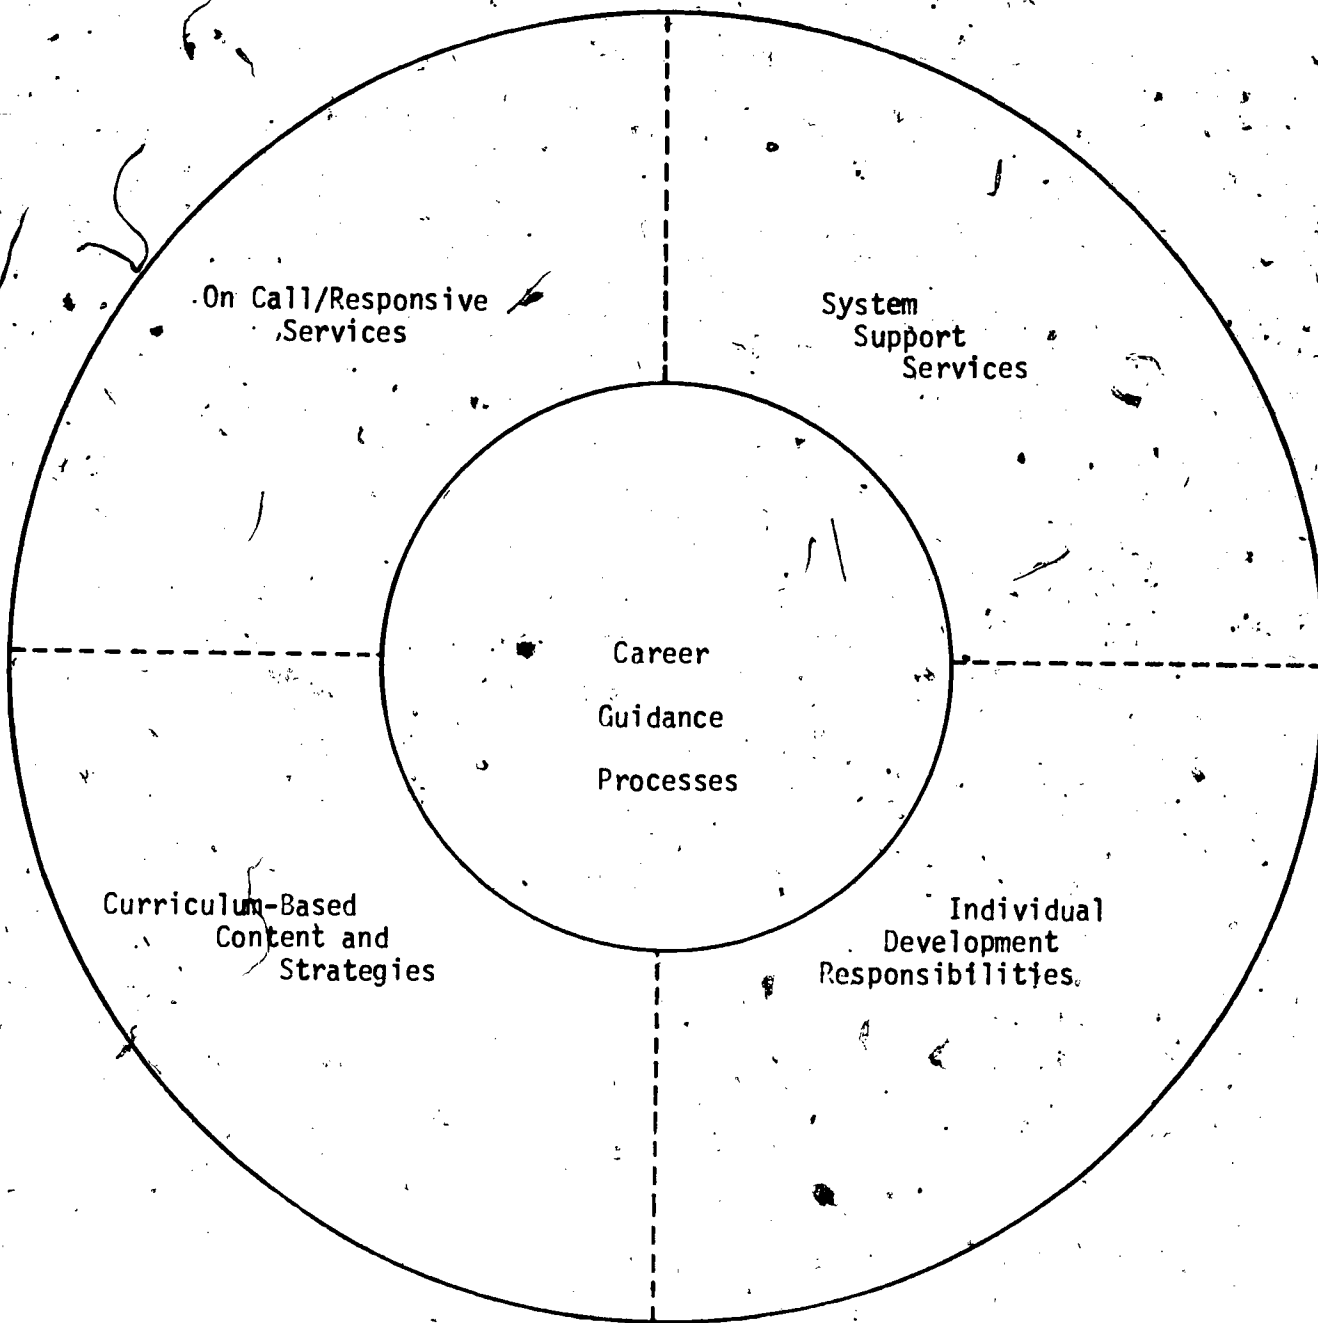 On Call/Responsive
Services
System
Support
Services
Career
Guidance
Processes
Curriculum-Based
Content and
Strategies
Individual
Development
Responsibilities